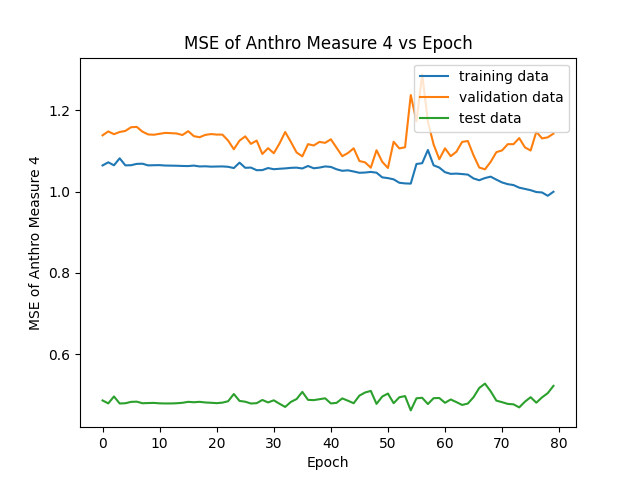 MSE of Anthro Measure 4 vs Epoch
training data
validation data
test data
1.2
1.0
0.8
0.6
MSE of Anthro Measure 4
0 10 20 30 40 50 60 70 80
Epoch